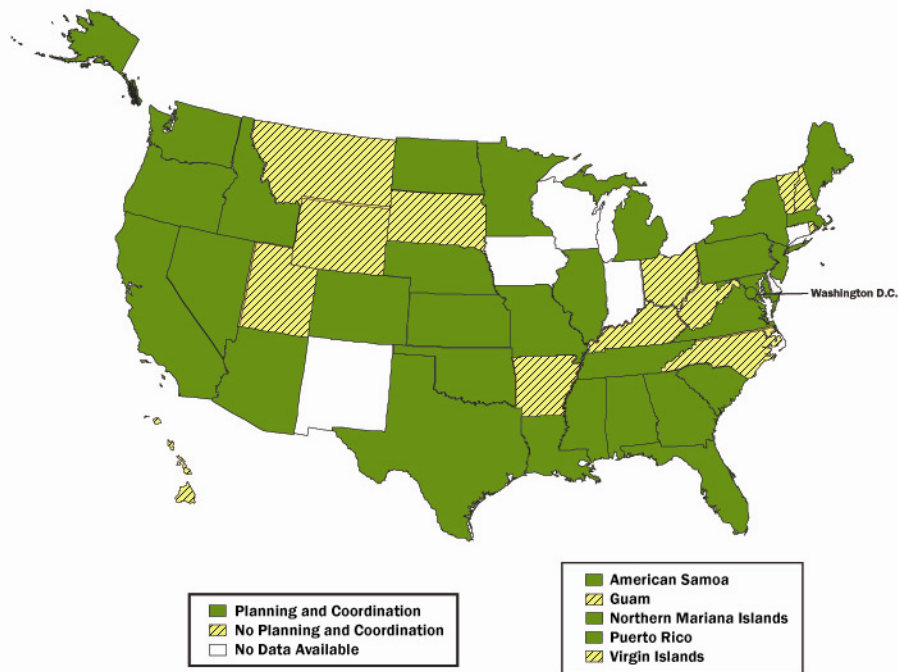 Washington D.C.
Planning and Coordination
No Planning and Coordination
No Data Available
American Samoa
Guam
Northern Mariana Islands
Puerto Rico
Virgin Islands